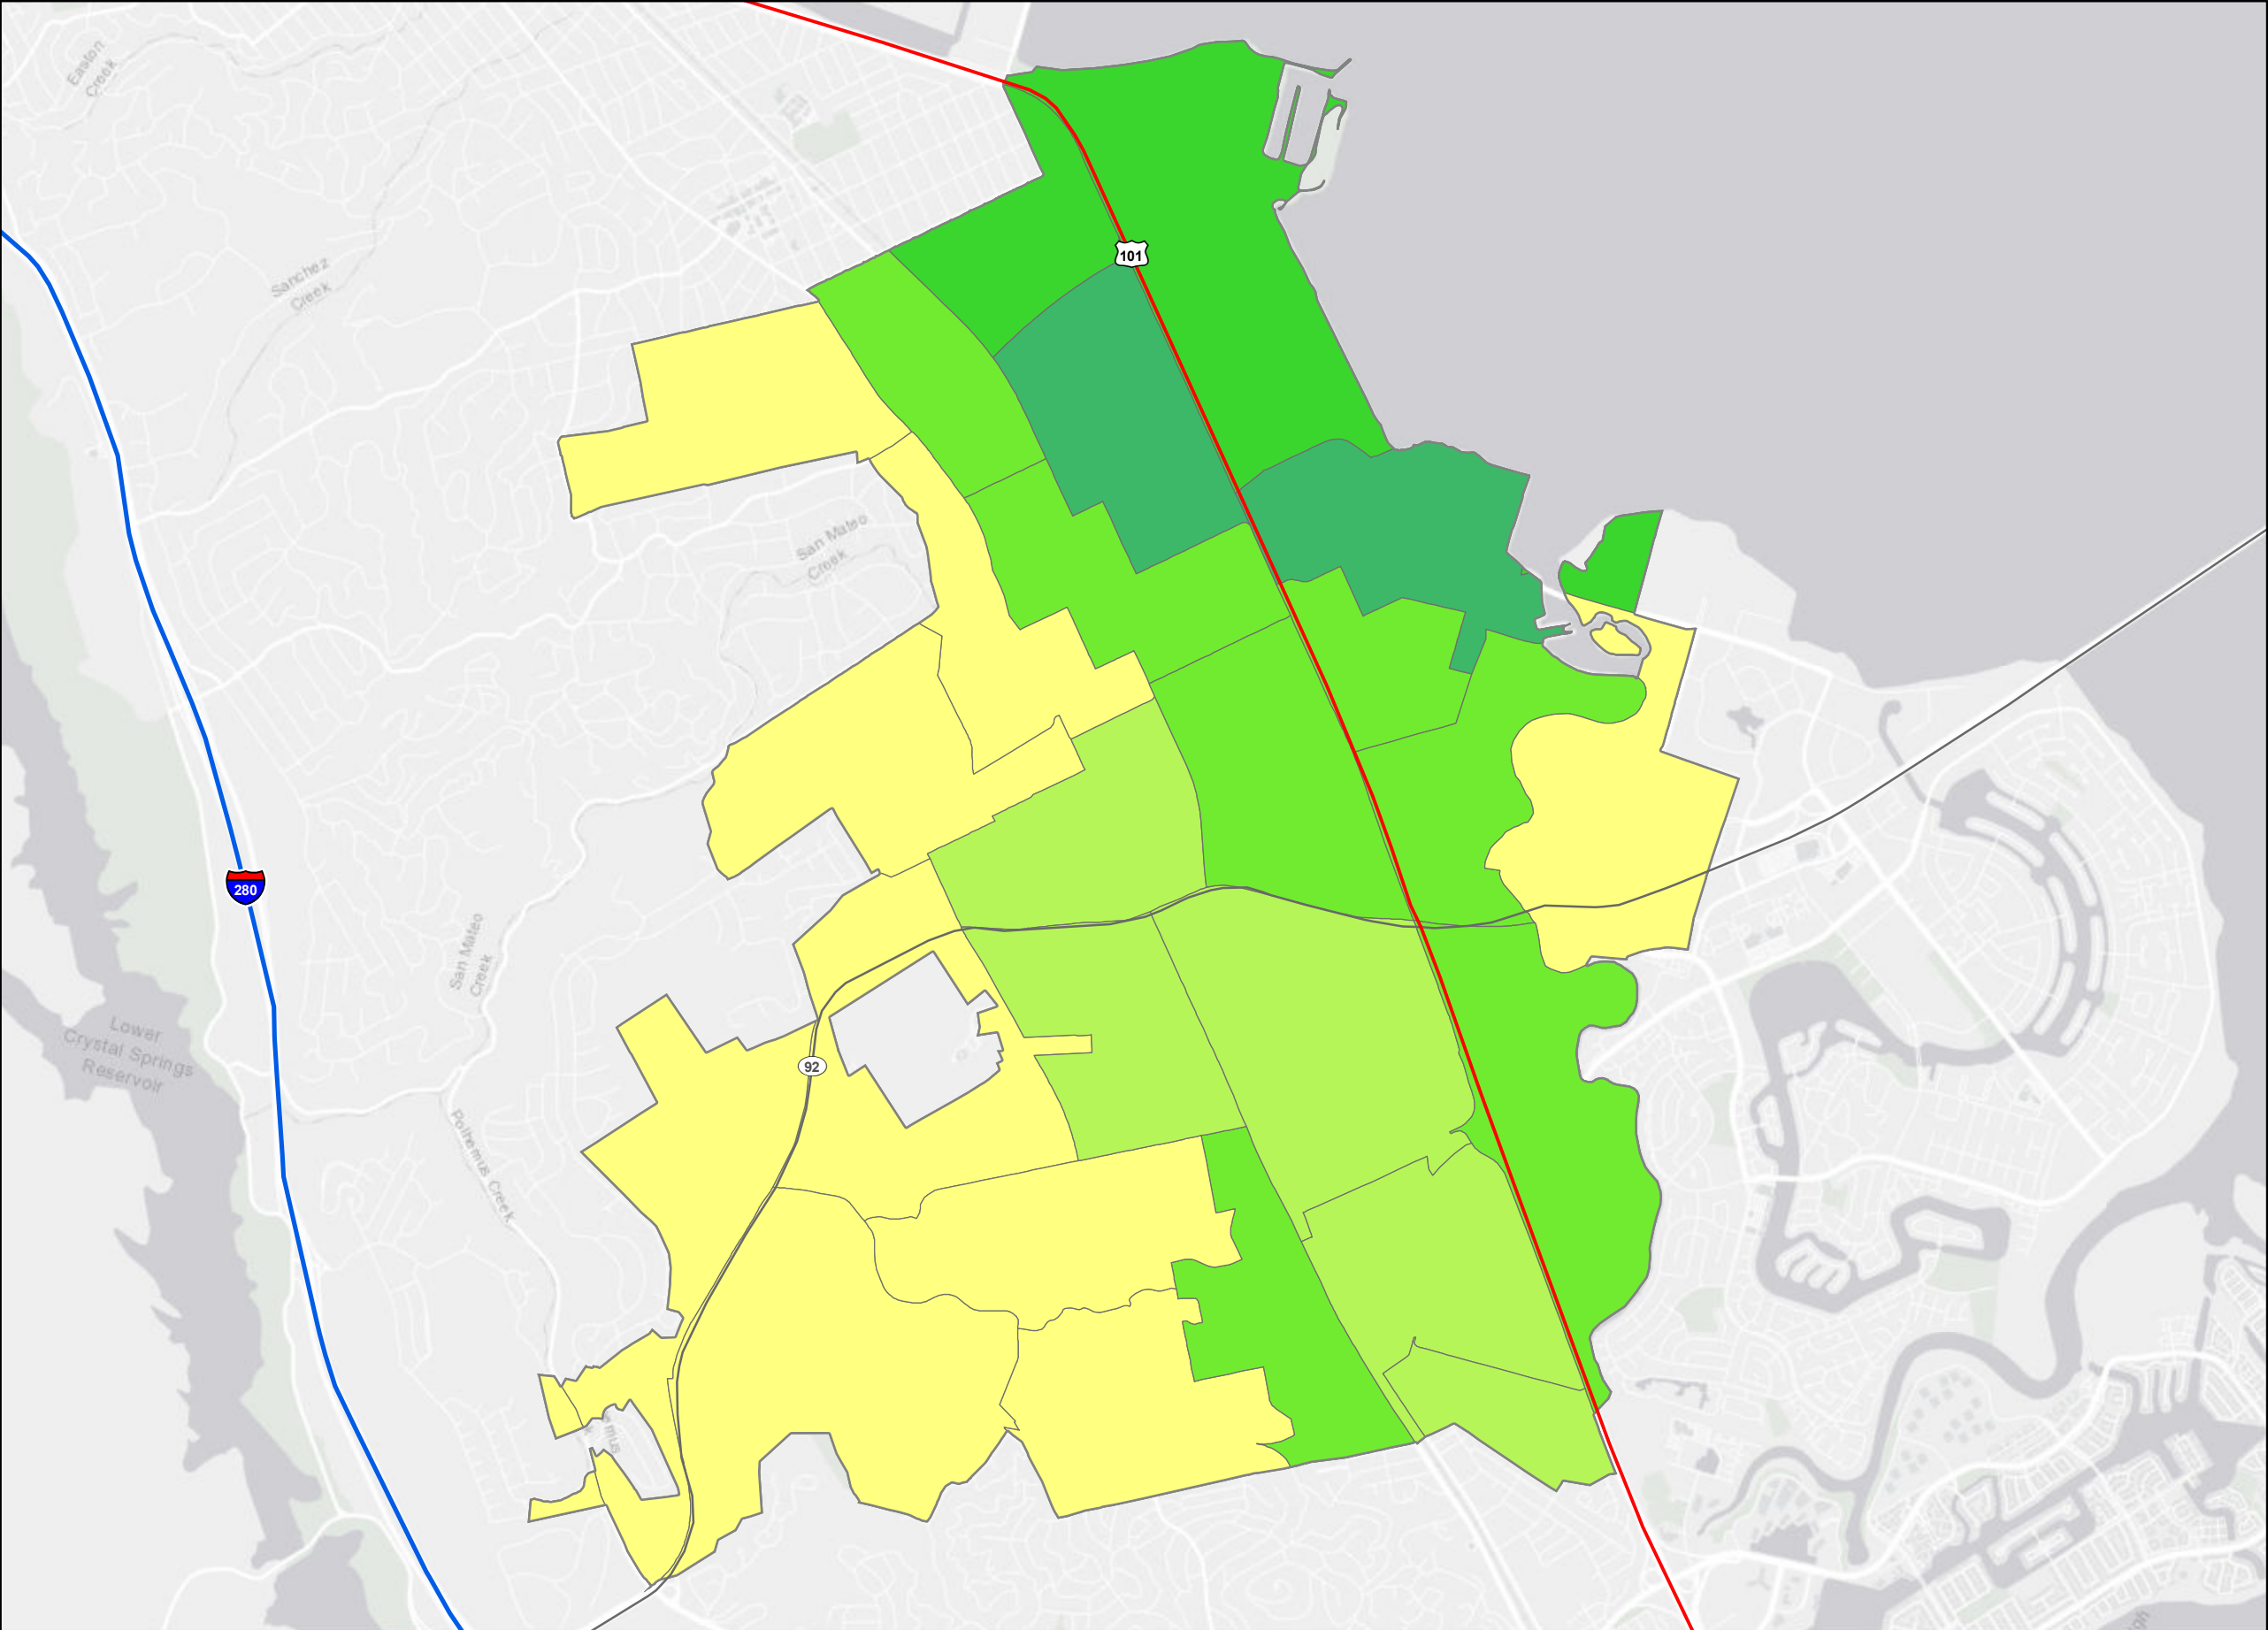 Easton
Creek
101
Sanchez
Creek
San Mateo
Creek
280
San Mateo
Creek
Lower
Crystal Springs
Reservoir
92
Polhemus Creek